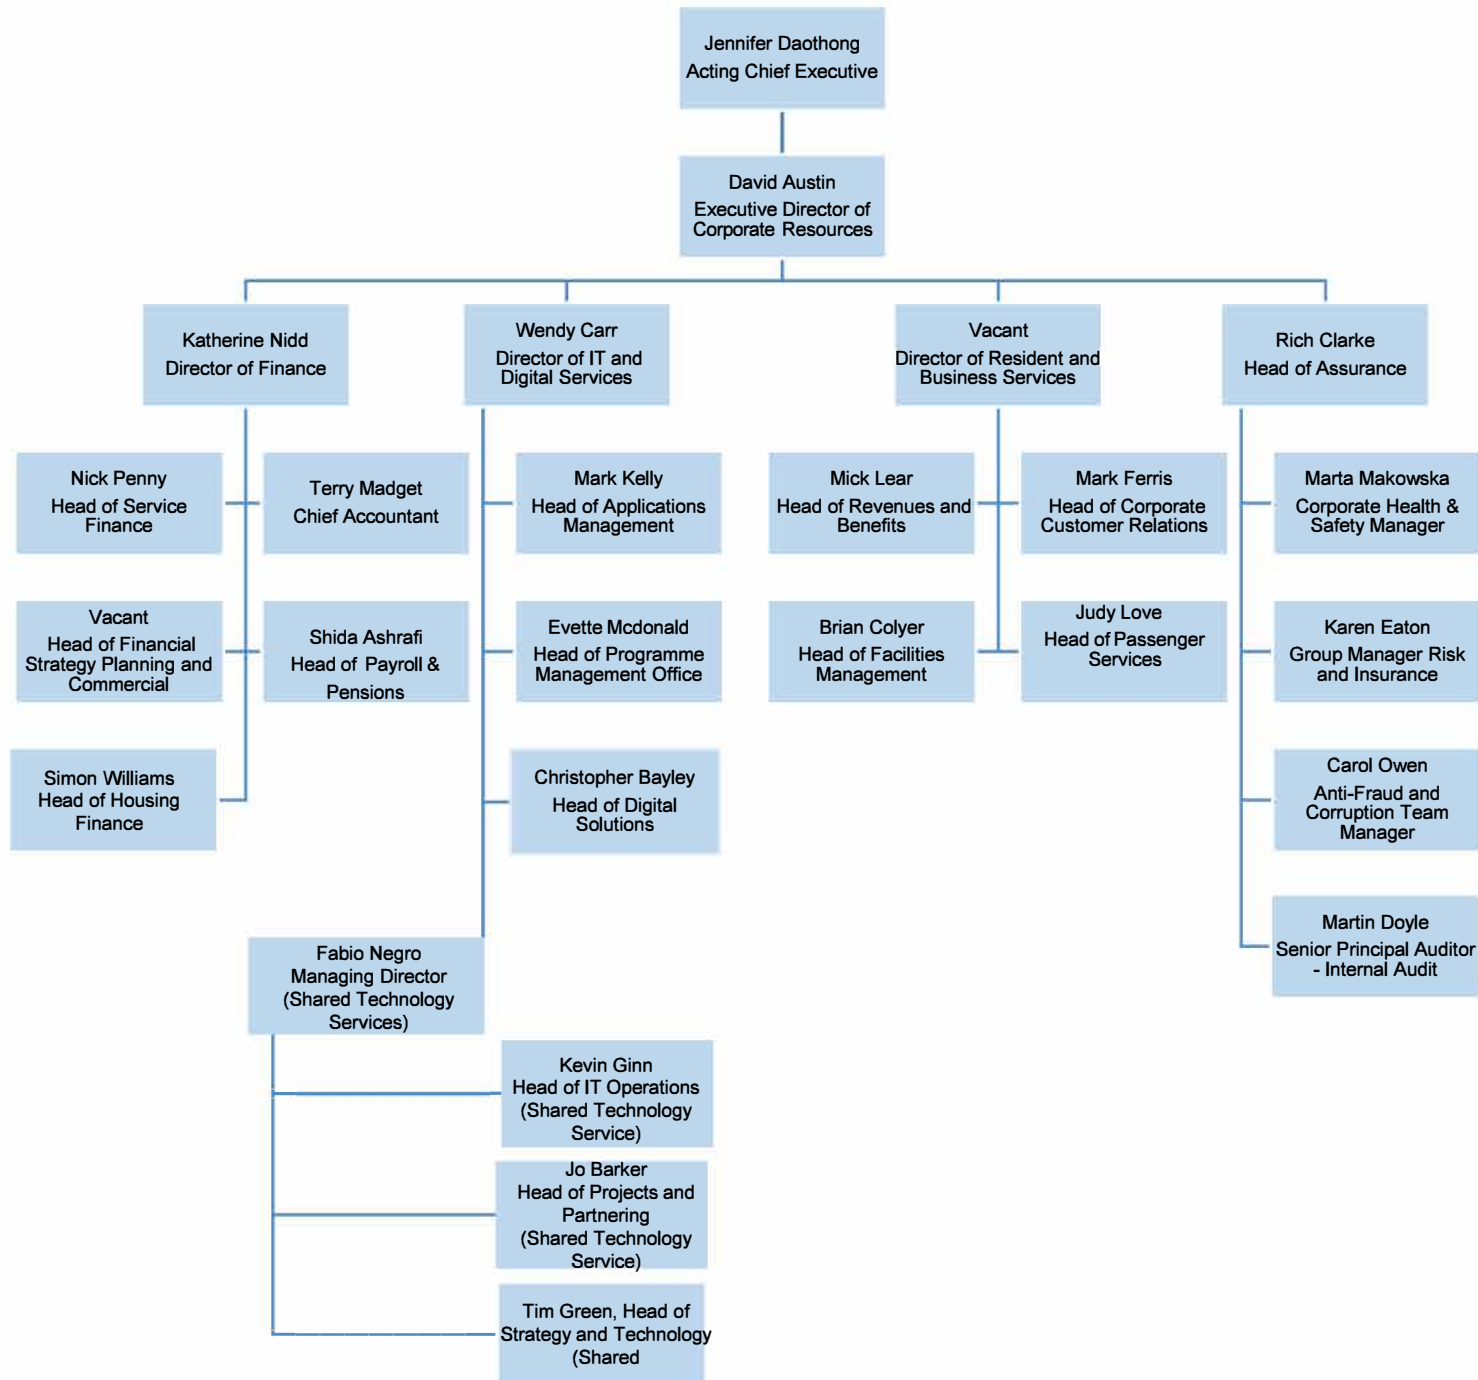 Jennifer Daothong
Acting Chief Executive
David Austin
Executive Director of
Corporate Resources
Katherine Nidd
Director of Finance
Wendy Carr
Director of IT and
Digital Services
Vacant
Director of Resident and
Business Services
Rich Clarke
Head of Assurance
Nick Penny
Head of Service
Finance
Terry Madget
Chief Accountant
Mark Kelly
Head of Applications
Management
Mick Lear
Head of Revenues and
Benefits
Mark Ferris
Head of Corporate
Customer Relations
Marta Makowska
Corporate Health &
Safety Manager
Vacant
Head of Financial
Strategy Planning and
Commercial
Shida Ashrafi
Head of Payroll &
Pensions
Evette Mcdonald
Head of Programme
Management Office
Brian Colyer
Head of Facilities
Management
Judy Love
Head of Passenger
Services
Karen Eaton
Group Manager Risk
and Insurance
Simon Williams
Head of Housing
Finance
Christopher Bayley
Head of Digital
Solutions
Carol Owen
Anti-Fraud and
Corruption Team
Manager
Fabio Negro
Managing Director
(Shared Technology
Services)
Martin Doyle
Senior Principal Auditor
- Internal Audit
Kevin Ginn
Head of IT Operations
(Shared Technology
Service)
Jo Barker
Head of Projects and
Partnering
(Shared Technology
Service)
Tim Green, Head of
Strategy and Technology
(Shared